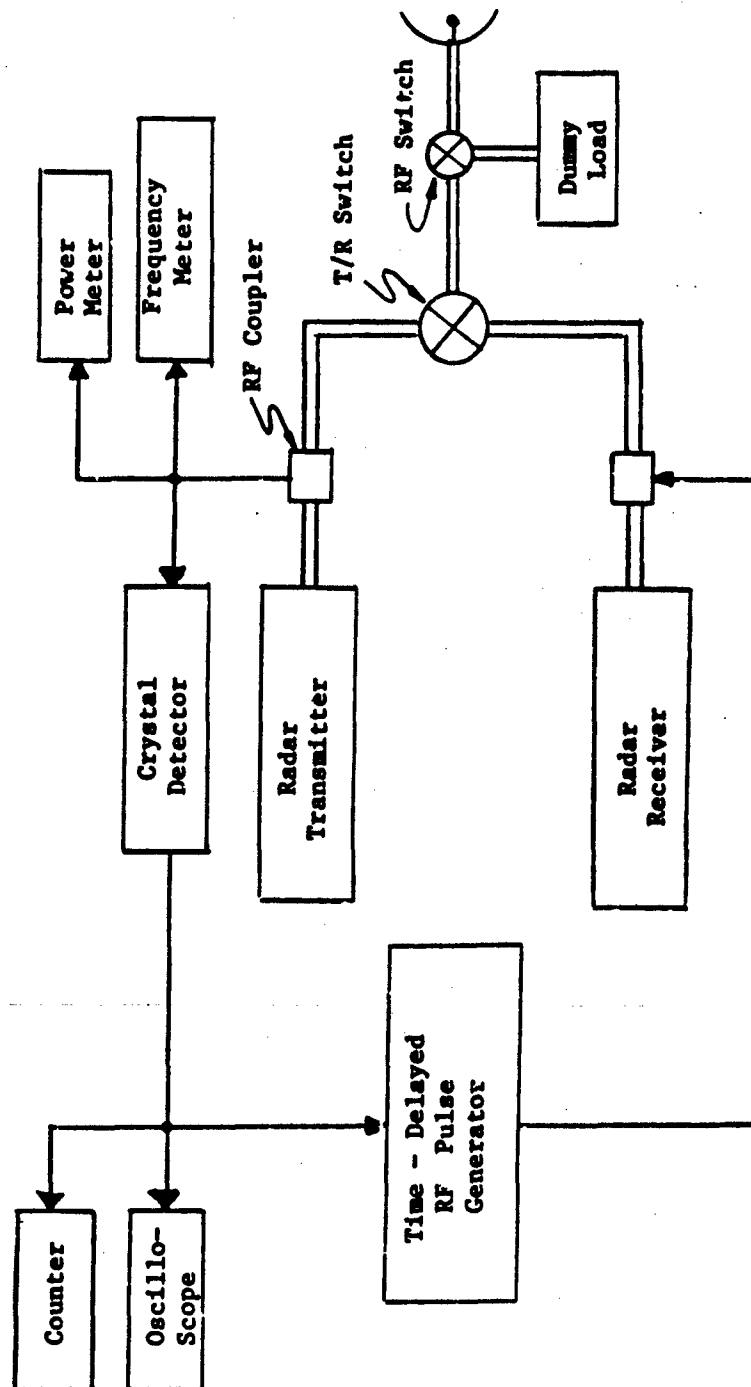 Power
Meter
Frequency
Meter
RF Coupler
T/R Switch
RF Switch
Dummy
Load
Crystal
Detector
Radar
Transmitter
Radar
Receiver
Counter
Oscillo-
Scope
Time - Delayed
RF Pulse
Generator